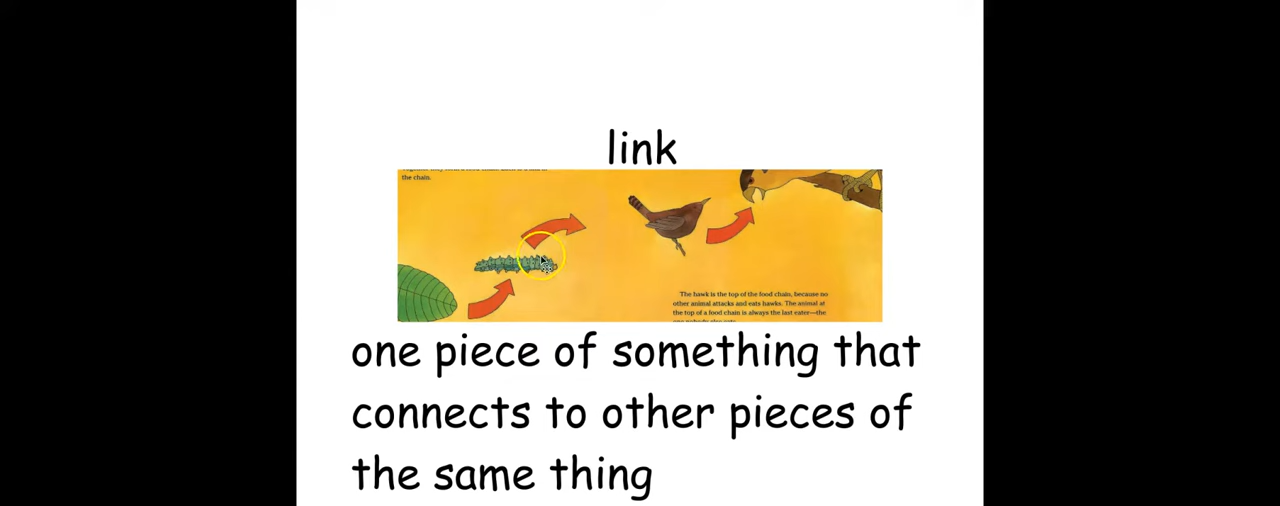 link
the chain.
The hawk is the top of the food chain, because no
other animal attacks and eats hawks. The animal at
the top of a food chain is always the last eater—the
one piece of something that
connects to other pieces of
the same thing